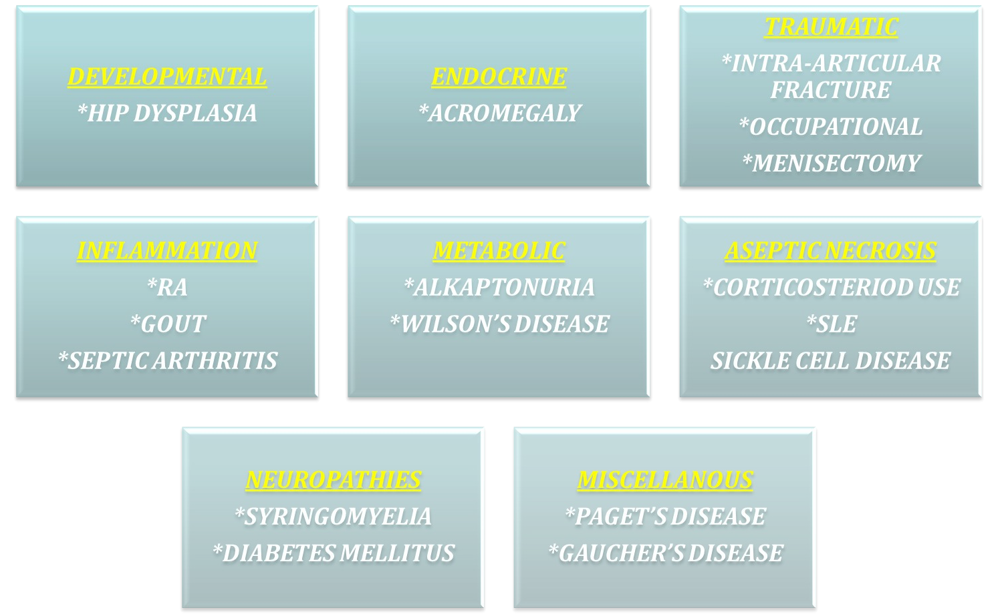 DEVELOPMENTAL
*HIP DYSPLASIA
ENDOCRINE
*ACROMEGALY
TRAUMATIC
*INTRA-ARTICULAR
FRACTURE
*OCCUPATIONAL
*MENISECTOMY
INFLAMMATION
*RA
*GOUT
*SEPTIC ARTHRITIS
METABOLIC
*ALKAPTONURIA
*WILSON’S DISEASE
ASEPTIC NECROSIS
*CORTICOSTERIOD USE
*SLE
SICKLE CELL DISEASE
NEUROPATHIES
*SYRINGOMYELIA
*DIABETES MELLITUS
MISCELLANOUS
*PAGET’S DISEASE
*GAUCHER’S DISEASE